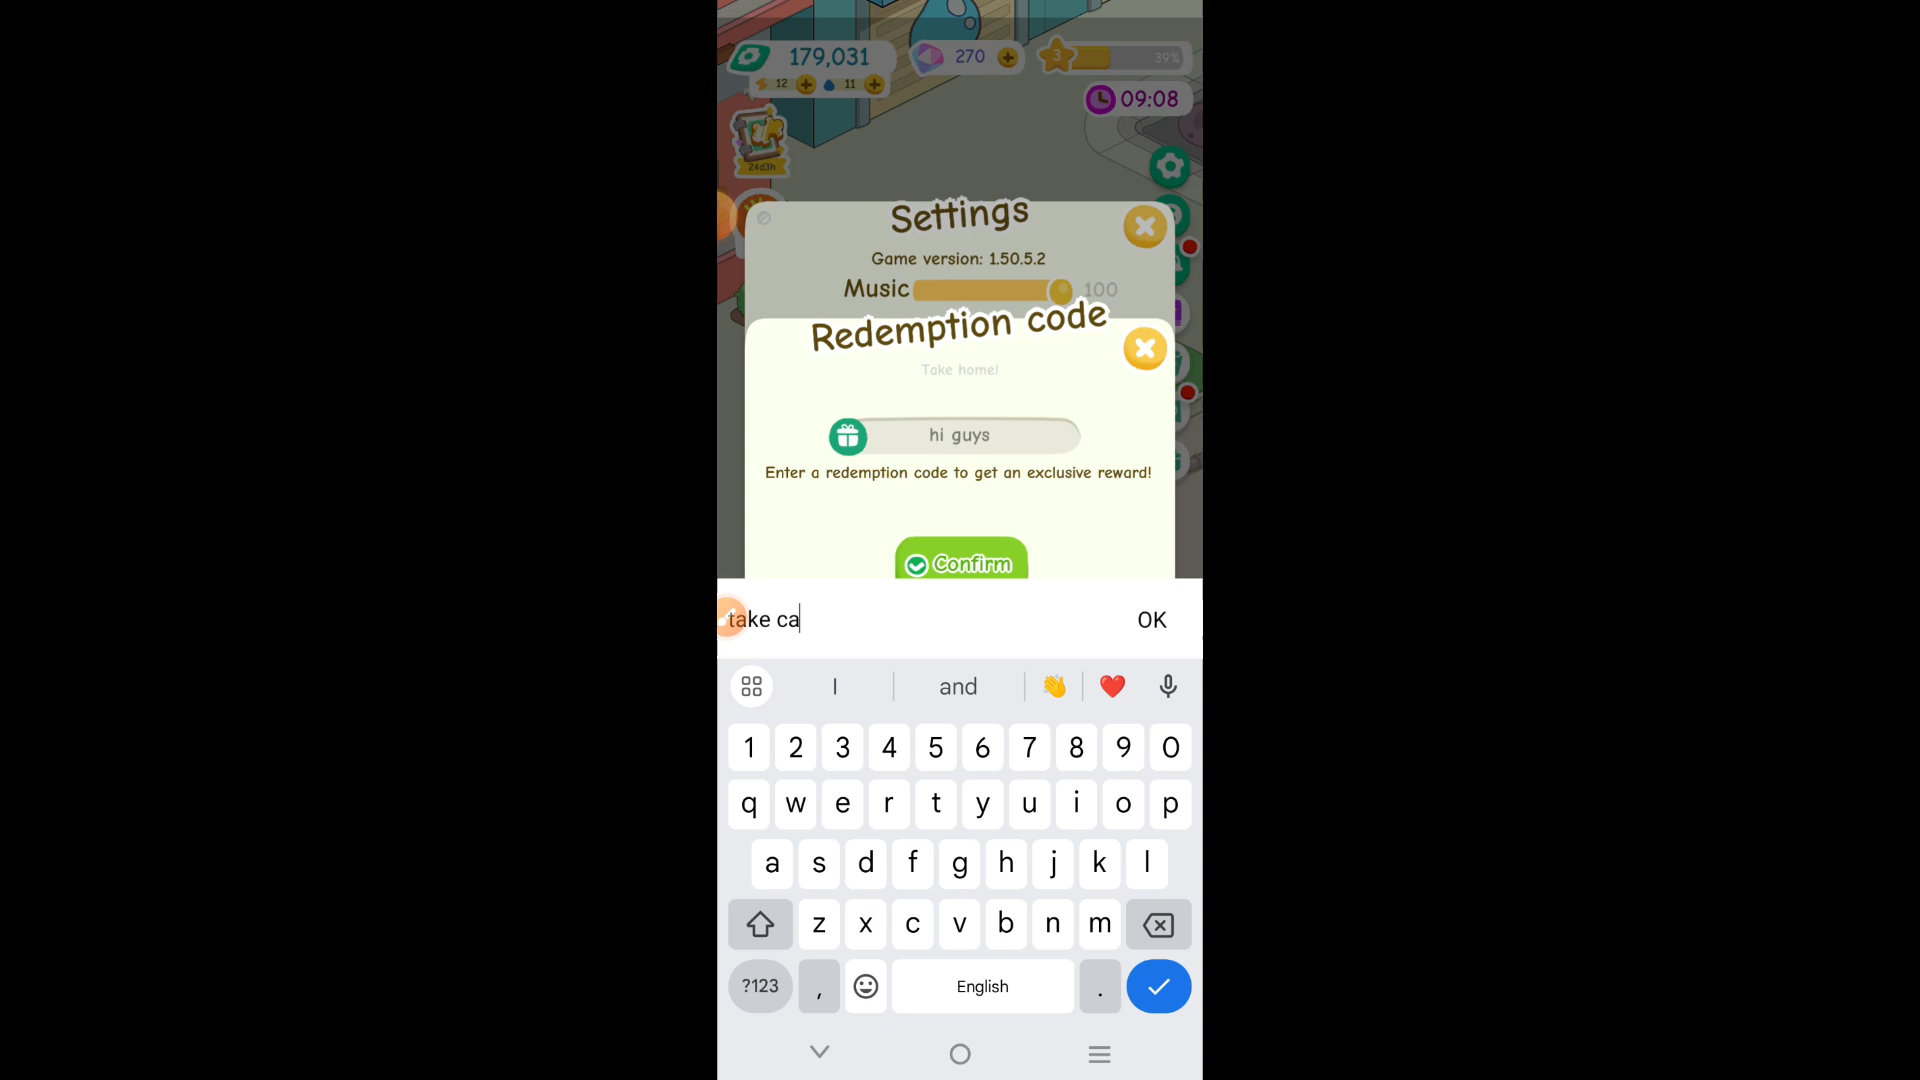 179,031
270
3
39%
12
11
09:08
24d3h
Settings
Game version: 1.50.5.2
Music
100
Redemption code
Take home!
hi guys
Enter a redemption code to get an exclusive reward!
Confirm
take ca
OK
I
and
1 2 3 4 5 6 7 8 9 0
q w e r t y u i o p
a s d f g h j k l
z x c v b n m
?123
,
English
.